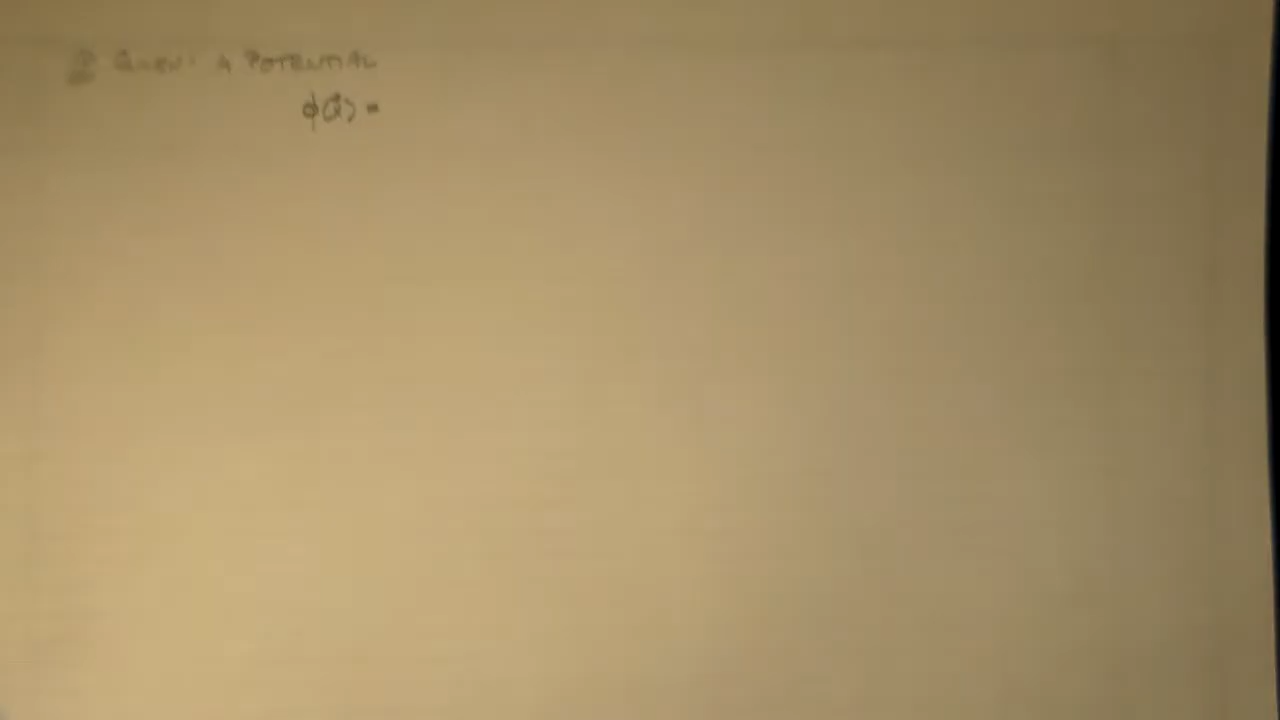 GIVEN A POTENTIAL
ϕ(r⃗) =